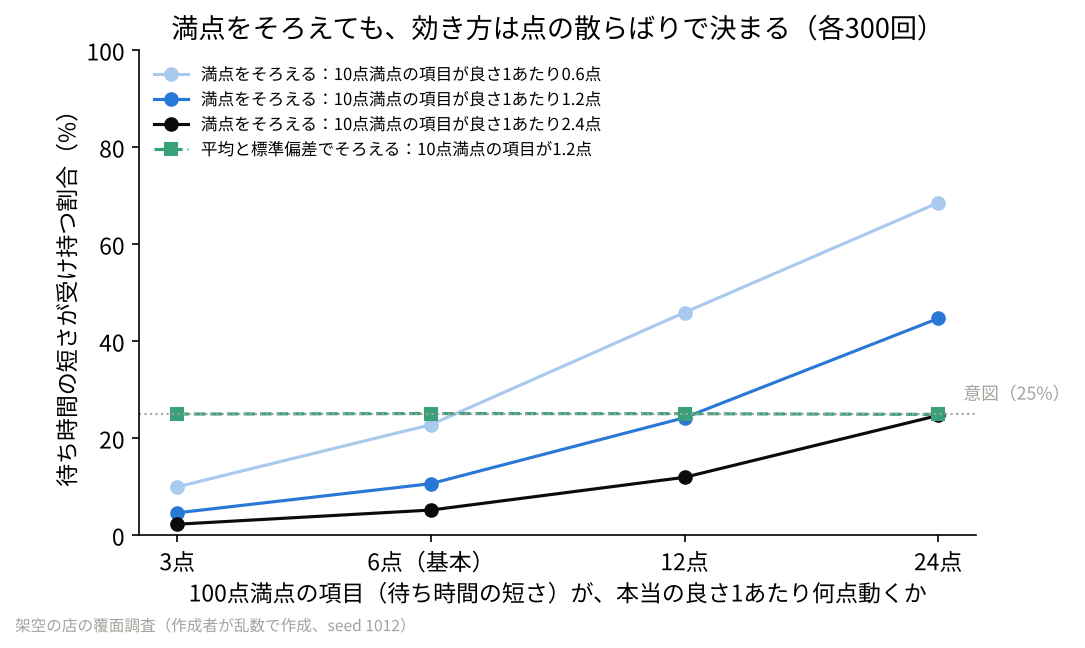 満点をそろえても、効き方は点の散らばりで決まる（各300回）
満点をそろえる：10点満点の項目が良さ1あたり0.6点
満点をそろえる：10点満点の項目が良さ1あたり1.2点
満点をそろえる：10点満点の項目が良さ1あたり2.4点
平均と標準偏差でそろえる：10点満点の項目が1.2点
待ち時間の短さが受け持つ割合（%）
100
80
60
40
20
0
意図（25%）
3点
6点（基本）
12点
24点
100点満点の項目（待ち時間の短さ）が、本当の良さ1あたり何点動くか
架空の店の覆面調査（作成者が乱数で作成、seed 1012）